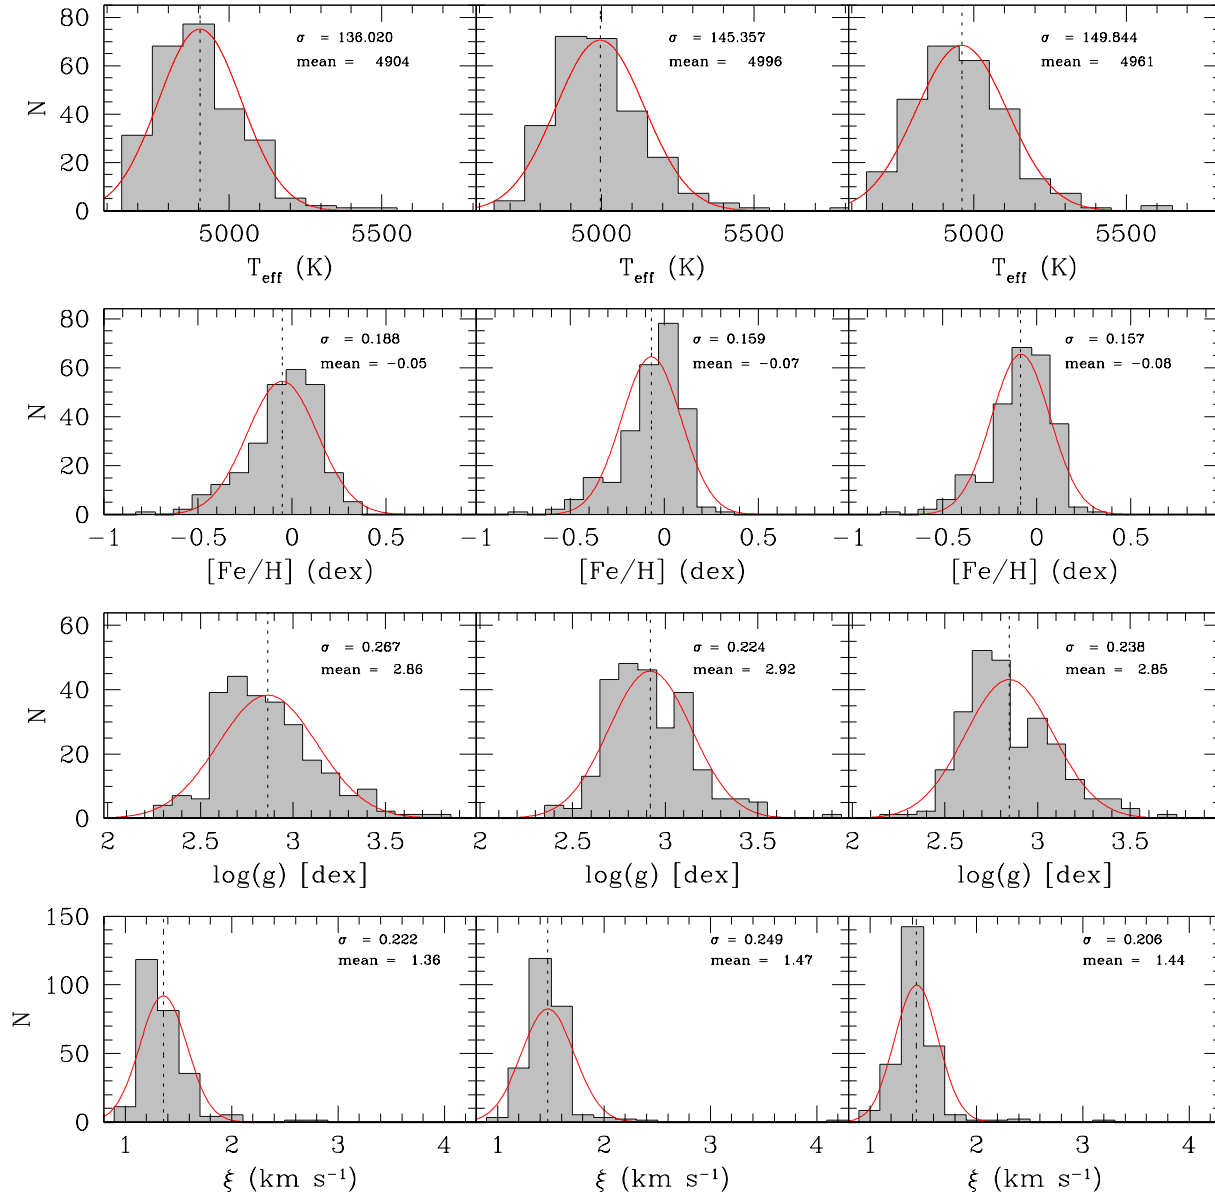 80
60
40
20
0
N
σ = 136.020
mean = 4904
σ = 145.357
mean = 4996
σ = 149.844
mean = 4961
5000 5500 5000 5500 5000 5500
T_eff (K) T_eff (K) T_eff (K)
80
60
40
20
0
N
σ = 0.188
mean = −0.05
σ = 0.159
mean = −0.07
σ = 0.157
mean = −0.08
−1 −0.5 0 0.5 −1 −0.5 0 0.5 −1 −0.5 0 0.5
[Fe/H] (dex) [Fe/H] (dex) [Fe/H] (dex)
60
40
20
0
N
σ = 0.267
mean = 2.86
σ = 0.224
mean = 2.92
σ = 0.238
mean = 2.85
2 2.5 3 3.5 2 2.5 3 3.5 2 2.5 3 3.5
log(g) [dex] log(g) [dex] log(g) [dex]
150
100
50
0
N
σ = 0.222
mean = 1.36
σ = 0.249
mean = 1.47
σ = 0.206
mean = 1.44
1 2 3 4 1 2 3 4 1 2 3 4
ξ (km s⁻¹) ξ (km s⁻¹) ξ (km s⁻¹)